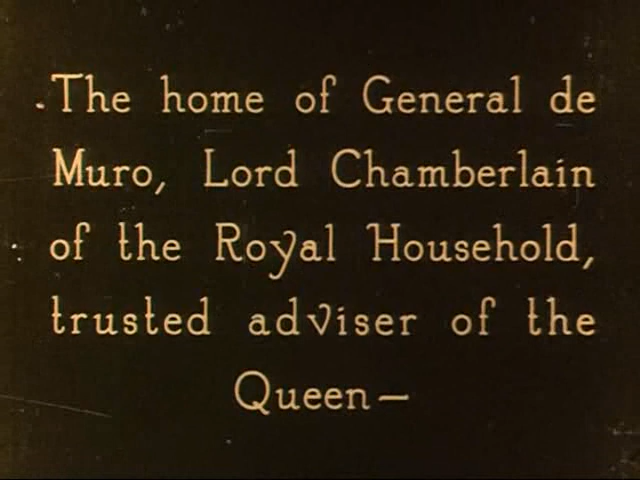 The home of General de
Muro, Lord Chamberlain
of the Royal Household,
trusted adviser of the
Queen—